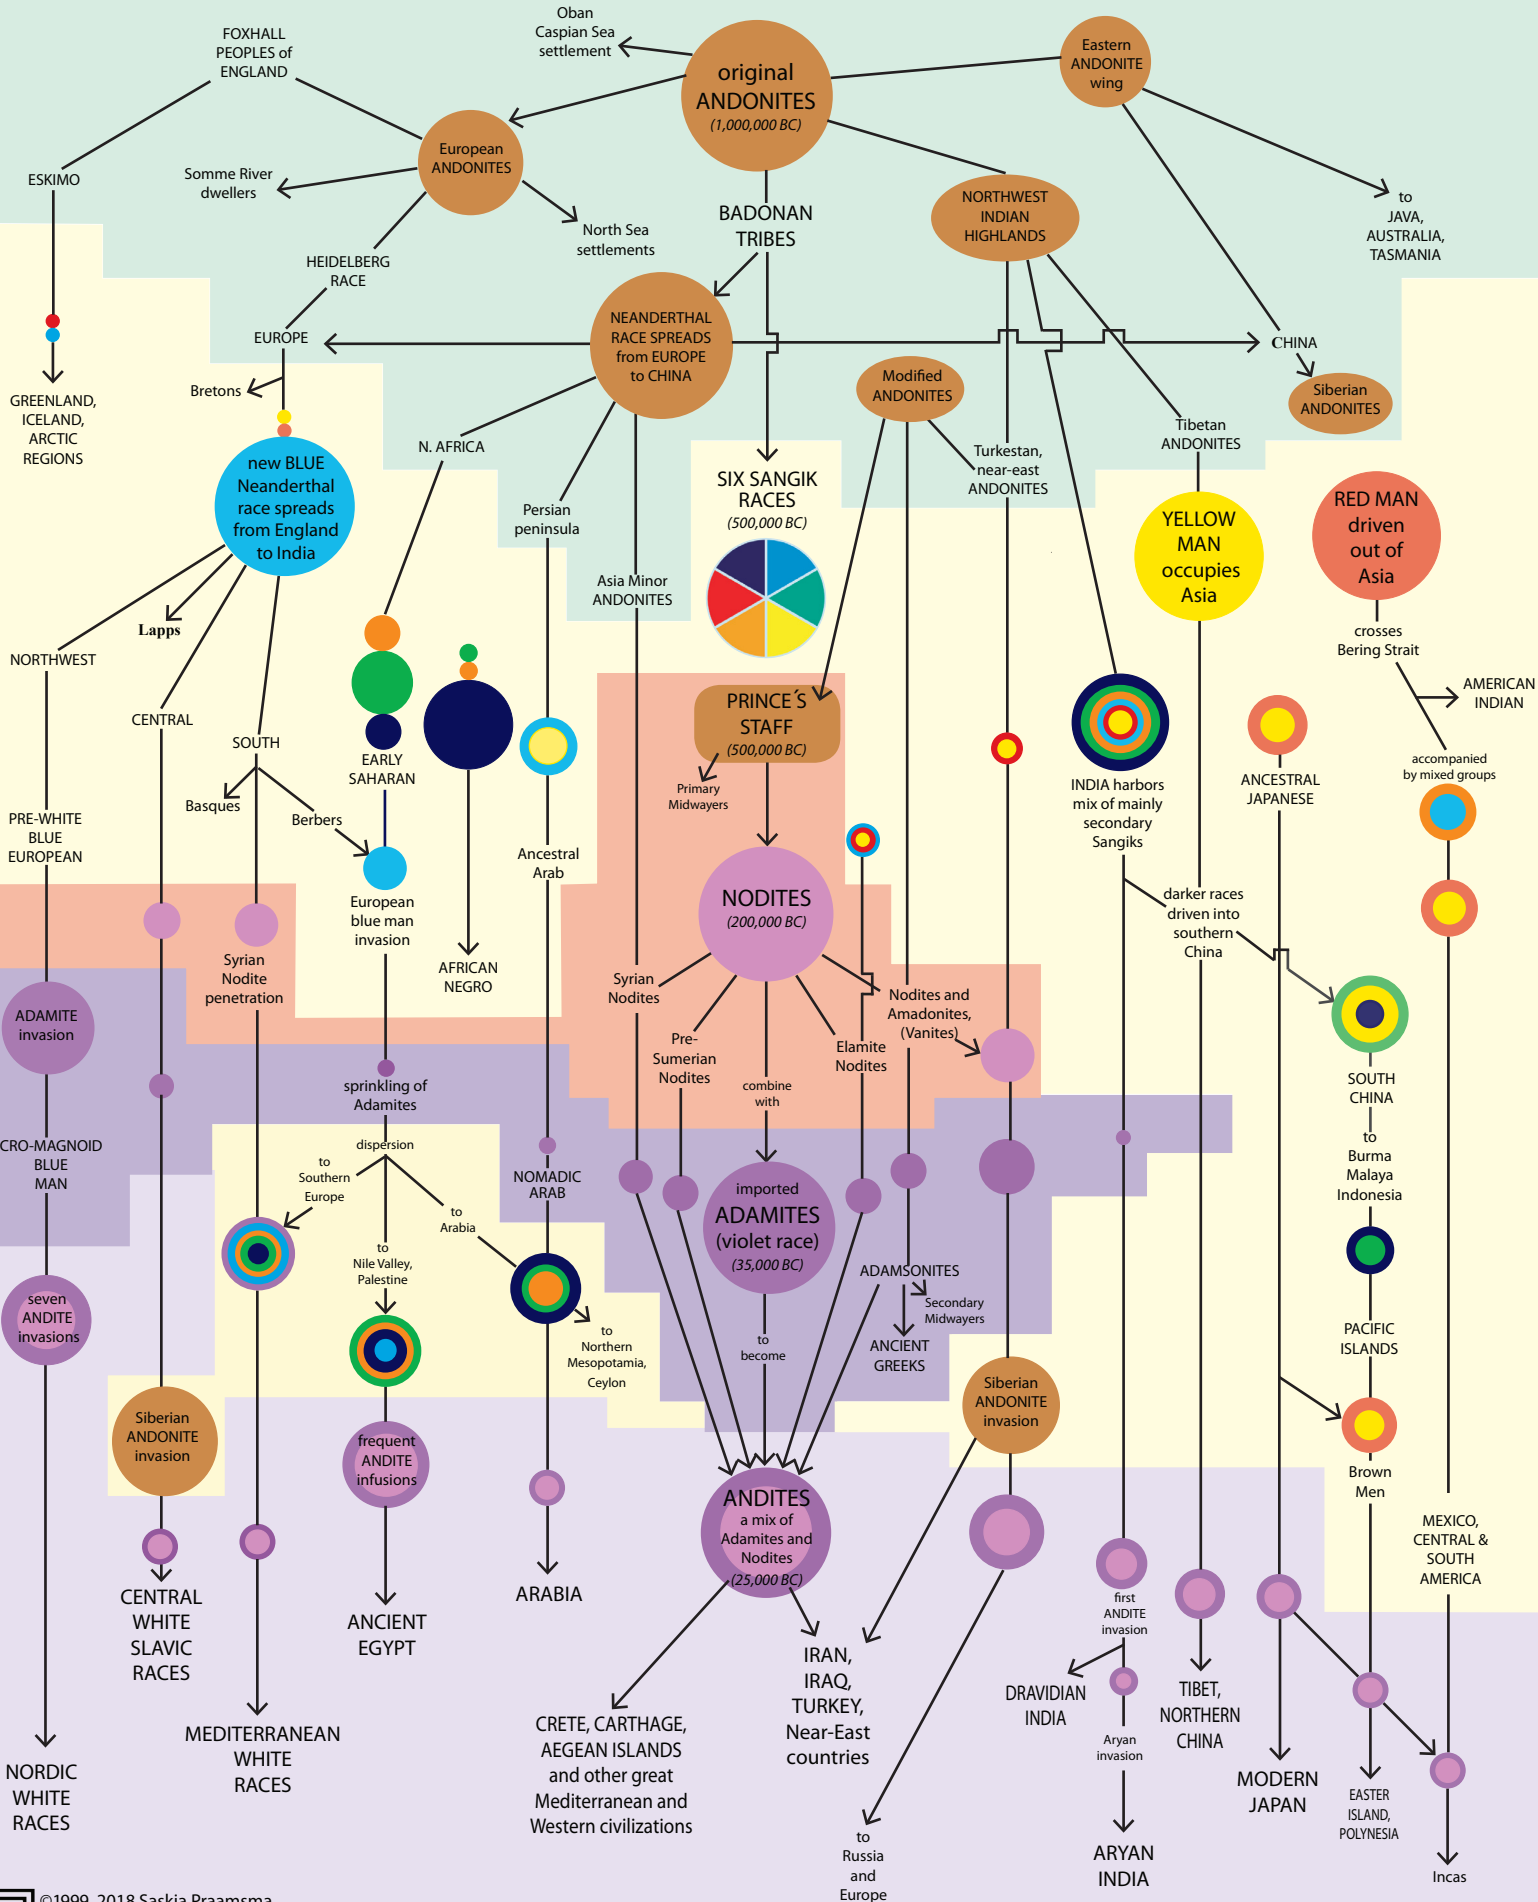 FOXHALL
PEOPLES of
ENGLAND
Oban
Caspian Sea
settlement
original
ANDONITES
(1,000,000 BC)
Eastern
ANDONITE
wing
European
ANDONITES
ESKIMO
Somme River
dwellers
North Sea
settlements
BADONAN
TRIBES
NORTHWEST
INDIAN
HIGHLANDS
to
JAVA,
AUSTRALIA,
TASMANIA
HEIDELBERG
RACE
EUROPE
NEANDERTHAL
RACE SPREADS
from EUROPE
to CHINA
CHINA
Siberian
ANDONITES
Modified
ANDONITES
Bretons
GREENLAND,
ICELAND,
ARCTIC
REGIONS
N. AFRICA
Turkestan,
near-east
ANDONITES
Tibetan
ANDONITES
new BLUE
Neanderthal
race spreads
from England
to India
Persian
peninsula
SIX SANGIK
RACES
(500,000 BC)
YELLOW
MAN
occupies
Asia
RED MAN
driven
out of
Asia
Asia Minor
ANDONITES
Lapps
NORTHWEST
CENTRAL
SOUTH
crosses
Bering Strait
AMERICAN
INDIAN
PRINCE´S
STAFF
(500,000 BC)
Primary
Midwayers
EARLY
SAHARAN
INDIA harbors
mix of mainly
secondary
Sangiks
ANCESTRAL
JAPANESE
accompanied
by mixed groups
Basques
Berbers
PRE-WHITE
BLUE
EUROPEAN
Ancestral
Arab
European
blue man
invasion
AFRICAN
NEGRO
NODITES
(200,000 BC)
darker races
driven into
southern
China
Syrian
Nodite
penetration
Syrian
Nodites
Nodites and
Amadonites,
(Vanites)
ADAMITE
invasion
Pre-
Sumerian
Nodites
Elamite
Nodites
combine
with
sprinkling of
Adamites
SOUTH
CHINA
CRO-MAGNOID
BLUE
MAN
dispersion
to
Southern
Europe
NOMADIC
ARAB
to
Burma
Malaya
Indonesia
imported
ADAMITES
(violet race)
(35,000 BC)
to
Arabia
to
Nile Valley,
Palestine
ADAMSONITES
Secondary
Midwayers
ANCIENT
GREEKS
seven
ANDITE
invasions
to
Northern
Mesopotamia,
Ceylon
to
become
PACIFIC
ISLANDS
Siberian
ANDONITE
invasion
Siberian
ANDONITE
invasion
frequent
ANDITE
infusions
Brown
Men
ANDITES
a mix of
Adamites and
Nodites
(25,000 BC)
MEXICO,
CENTRAL &
SOUTH
AMERICA
CENTRAL
WHITE
SLAVIC
RACES
ANCIENT
EGYPT
ARABIA
first
ANDITE
invasion
IRAN,
IRAQ,
TURKEY,
Near-East
countries
DRAVIDIAN
INDIA
TIBET,
NORTHERN
CHINA
CRETE, CARTHAGE,
AEGEAN ISLANDS
and other great
Mediterranean and
Western civilizations
MEDITERRANEAN
WHITE
RACES
Aryan
invasion
NORDIC
WHITE
RACES
MODERN
JAPAN
EASTER
ISLAND,
POLYNESIA
to
Russia
and
Europe
ARYAN
INDIA
Incas
©1999, 2018 Saskia Praamsma